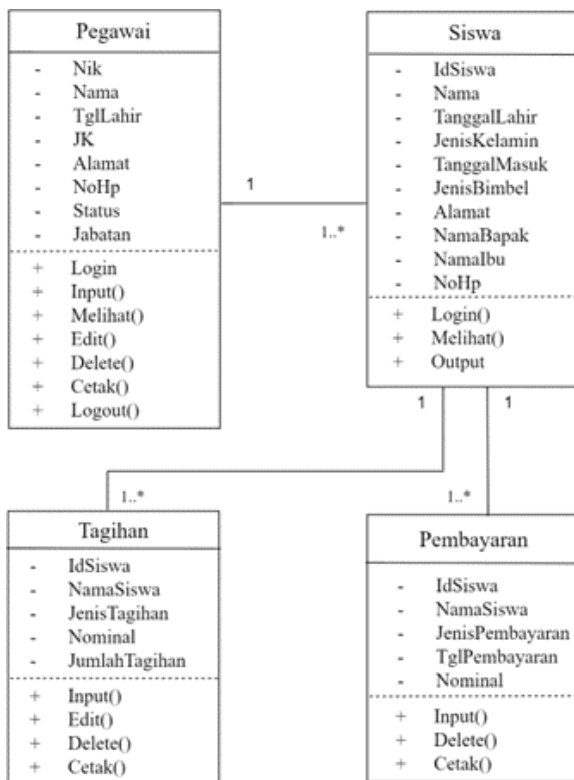 Pegawai
- Nik
- Nama
- TglLahir
- JK
- Alamat
- NoHp
- Status
- Jabatan
+ Login
+ Input()
+ Melihat()
+ Edit()
+ Delete()
+ Cetak()
+ Logout()
1
1..*
Siswa
- IdSiswa
- Nama
- TanggalLahir
- JenisKelamin
- TanggalMasuk
- JenisBimbel
- Alamat
- NamaBapak
- NamaIbu
- NoHp
+ Login()
+ Melihat()
+ Output
1
1
1..*
1..*
Tagihan
- IdSiswa
- NamaSiswa
- JenisTagihan
- Nominal
- JumlahTagihan
+ Input()
+ Edit()
+ Delete()
+ Cetak()
Pembayaran
- IdSiswa
- NamaSiswa
- JenisPembayaran
- TglPembayaran
- Nominal
+ Input()
+ Delete()
+ Cetak()